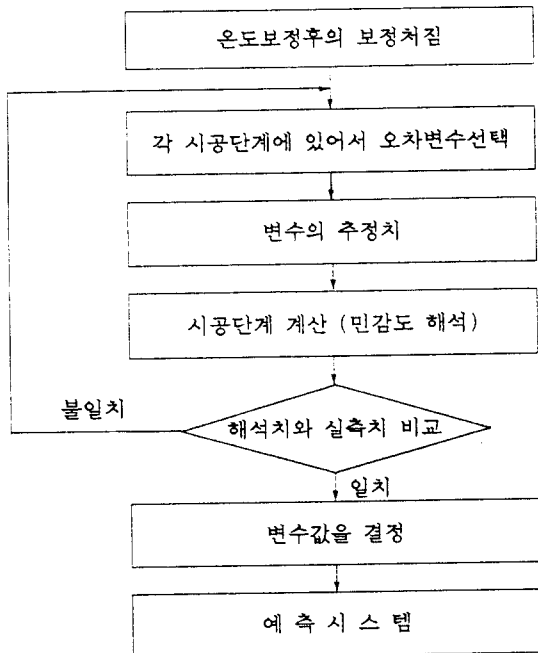 온도보정후의 보정처짐
각 시공단계에 있어서 오차변수선택
변수의 추정치
시공단계 계산 (민감도 해석)
불일치
해석치와 실측치 비교
일치
변수값을 결정
예 측 시 스 템